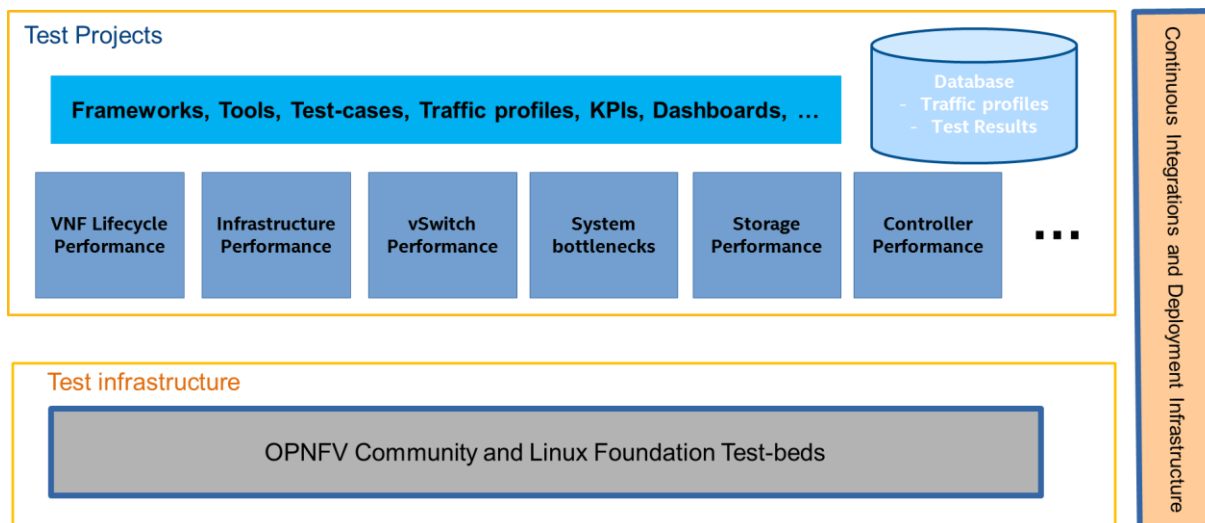 Test Projects
Frameworks, Tools, Test-cases, Traffic profiles, KPIs, Dashboards, ...
Database
- Traffic profiles
- Test Results
VNF Lifecycle
Performance
Infrastructure
Performance
vSwitch
Performance
System
bottlenecks
Storage
Performance
Controller
Performance
...
Test infrastructure
OPNFV Community and Linux Foundation Test-beds
Continuous Integrations and Deployment Infrastructure